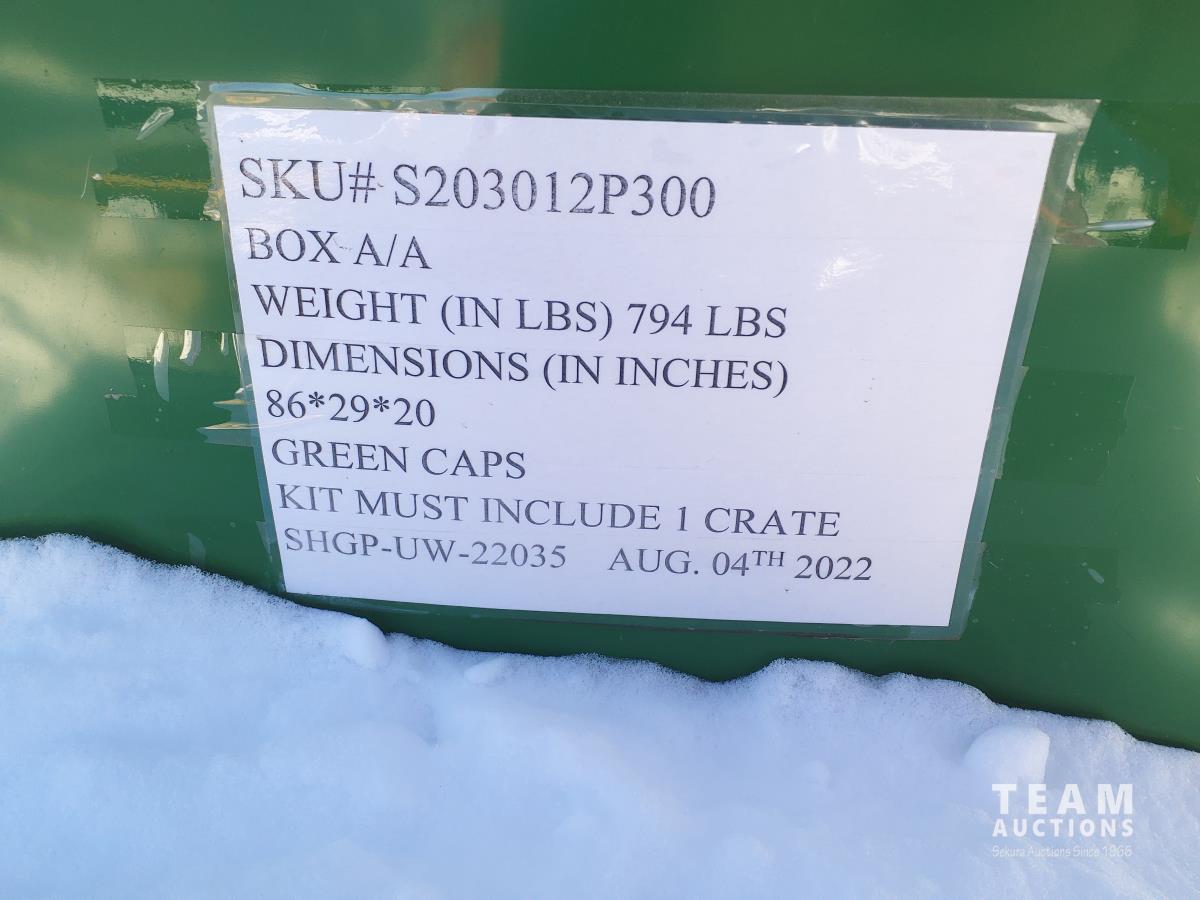 SKU# S203012P300
BOX A/A
WEIGHT (IN LBS) 794 LBS
DIMENSIONS (IN INCHES)
86*29*20
GREEN CAPS
KIT MUST INCLUDE 1 CRATE
SHGP-UW-22035 AUG. 04TH 2022
TEAM
AUCTIONS
Sekura Auctions Since 1966